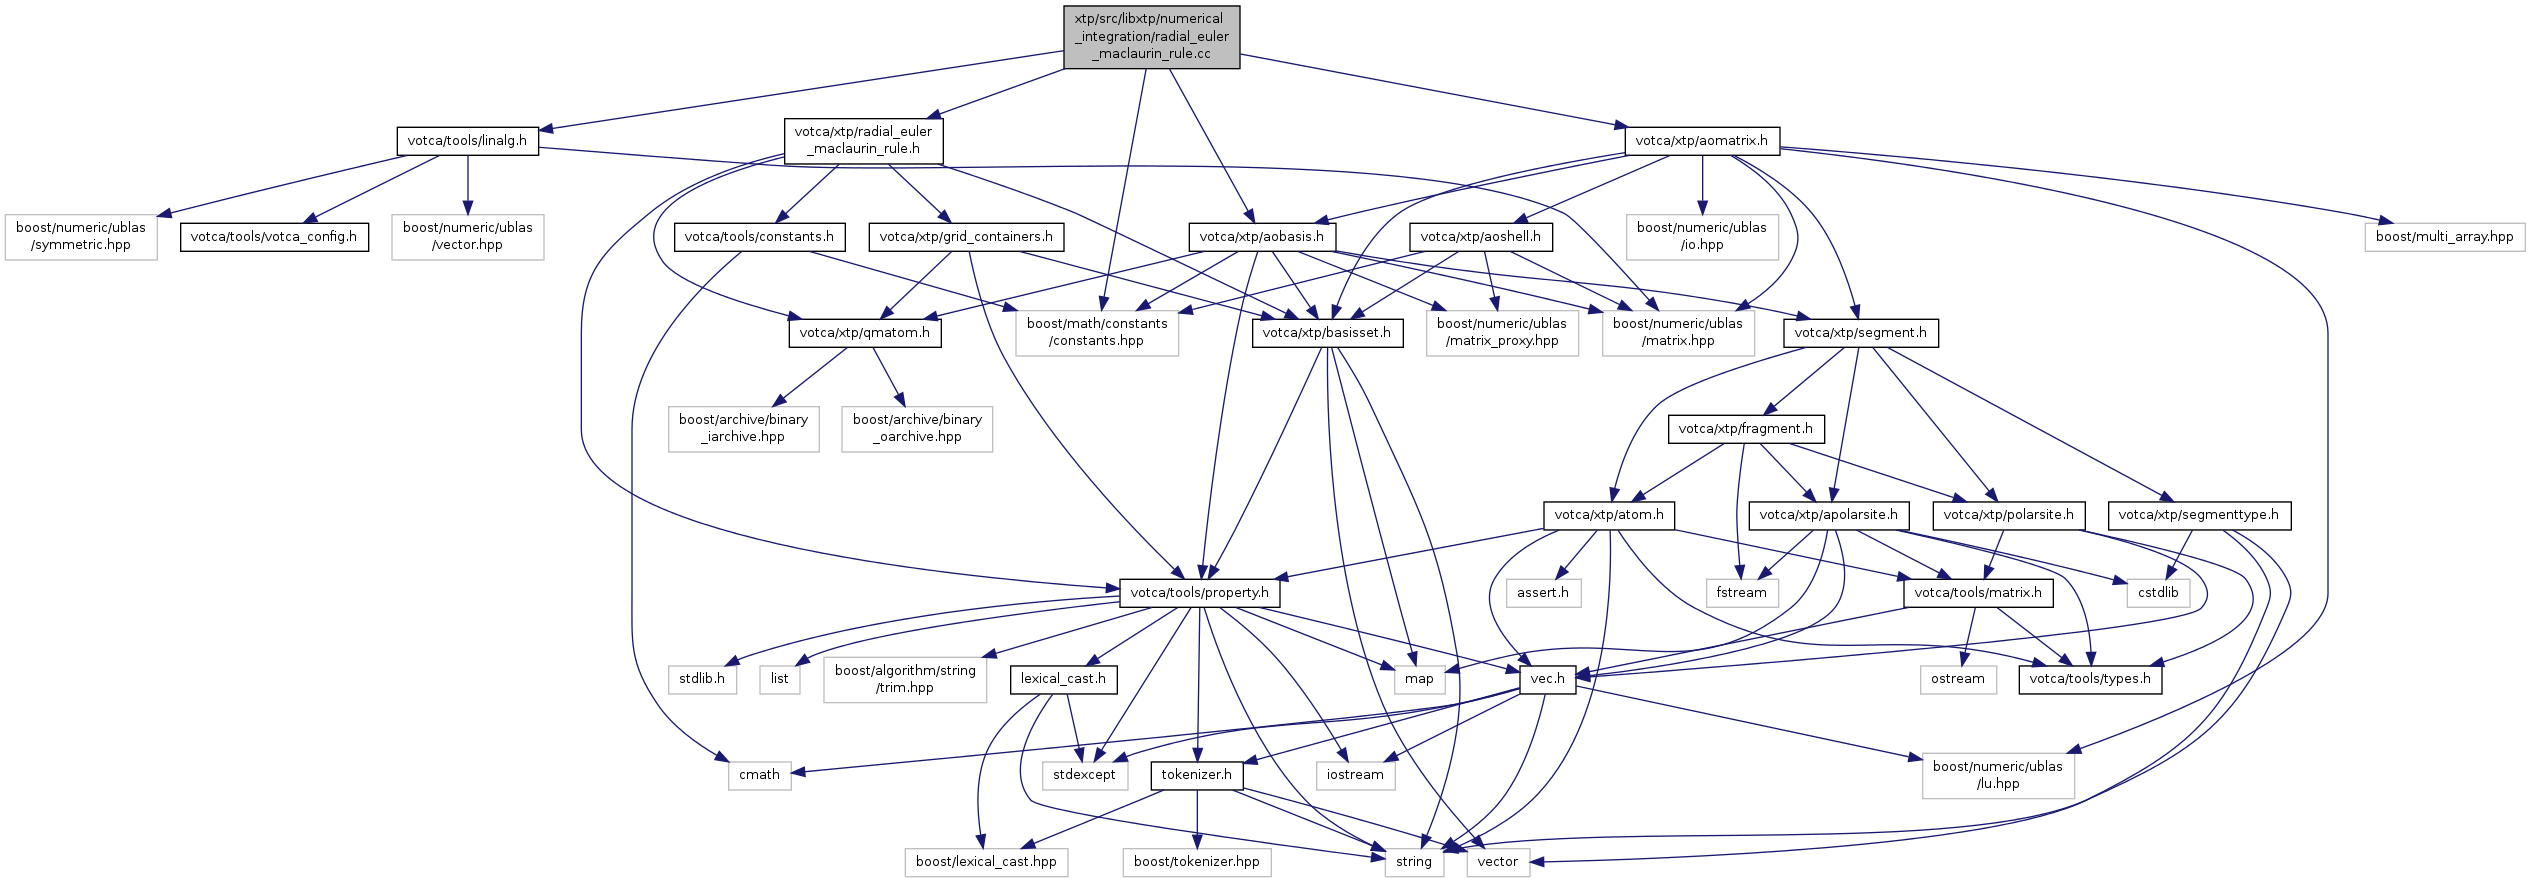 xtp/src/libxtp/numerical
_integration/radial_euler
_maclaurin_rule.cc
votca/tools/linalg.h
votca/xtp/radial_euler
_maclaurin_rule.h
votca/xtp/aomatrix.h
boost/numeric/ublas
/symmetric.hpp
votca/tools/votca_config.h
boost/numeric/ublas
/vector.hpp
votca/tools/constants.h
votca/xtp/grid_containers.h
votca/xtp/aobasis.h
votca/xtp/aoshell.h
boost/numeric/ublas
/io.hpp
boost/multi_array.hpp
votca/xtp/qmatom.h
boost/math/constants
/constants.hpp
votca/xtp/basisset.h
boost/numeric/ublas
/matrix_proxy.hpp
boost/numeric/ublas
/matrix.hpp
votca/xtp/segment.h
boost/archive/binary
_iarchive.hpp
boost/archive/binary
_oarchive.hpp
votca/xtp/fragment.h
votca/xtp/atom.h
votca/xtp/apolarsite.h
votca/xtp/polarsite.h
votca/xtp/segmenttype.h
votca/tools/property.h
assert.h
fstream
votca/tools/matrix.h
cstdlib
stdlib.h
list
boost/algorithm/string
/trim.hpp
lexical_cast.h
map
vec.h
ostream
votca/tools/types.h
cmath
stdexcept
tokenizer.h
iostream
boost/numeric/ublas
/lu.hpp
boost/lexical_cast.hpp
boost/tokenizer.hpp
string
vector